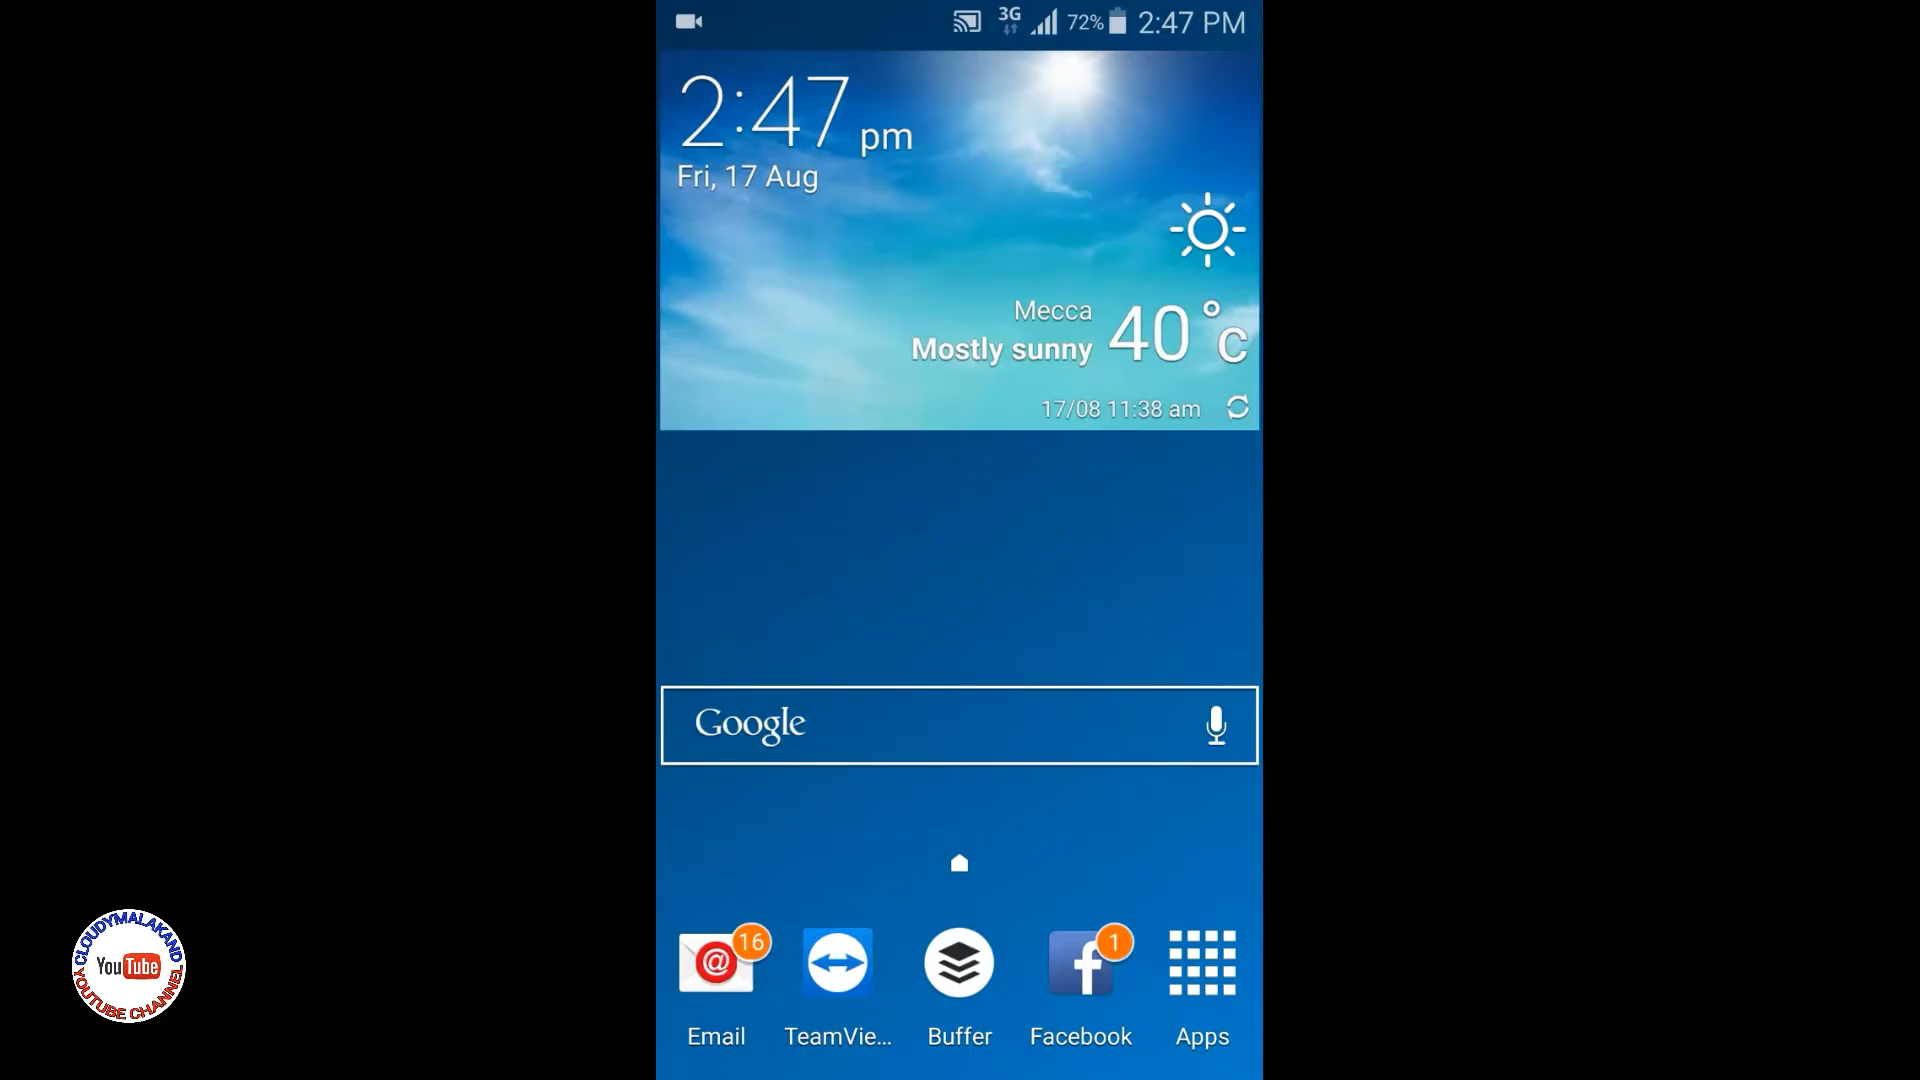 3G 72% 2:47 PM
2:47 pm
Fri, 17 Aug
Mecca
Mostly sunny 40°C
17/08 11:38 am
Google
16
1
Email TeamVie... Buffer Facebook Apps
CLOUDYMALAKAND
YouTube
YOUTUBE CHANNEL